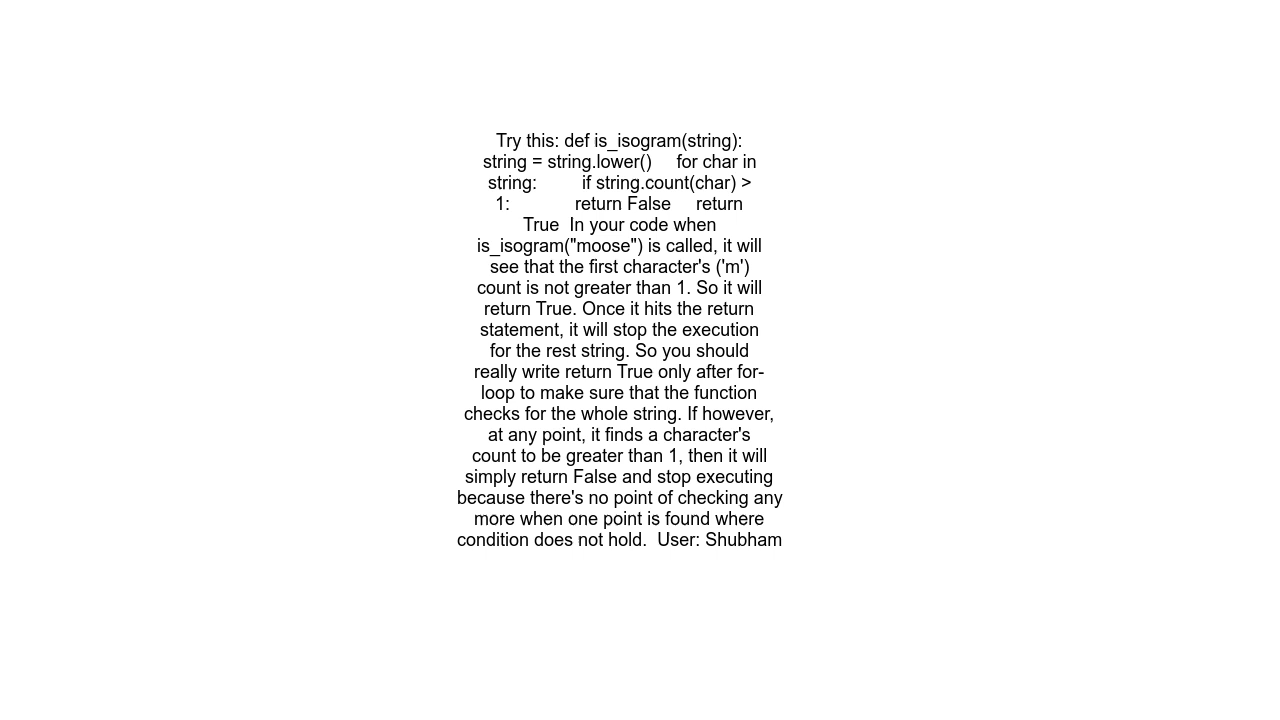 Try this: def is_isogram(string):
string = string.lower()     for char in
string:         if string.count(char) >
1:             return False     return
True  In your code when
is_isogram("moose") is called, it will
see that the first character's ('m')
count is not greater than 1. So it will
return True. Once it hits the return
statement, it will stop the execution
for the rest string. So you should
really write return True only after for-
loop to make sure that the function
checks for the whole string. If however,
at any point, it finds a character's
count to be greater than 1, then it will
simply return False and stop executing
because there's no point of checking any
more when one point is found where
condition does not hold.  User: Shubham